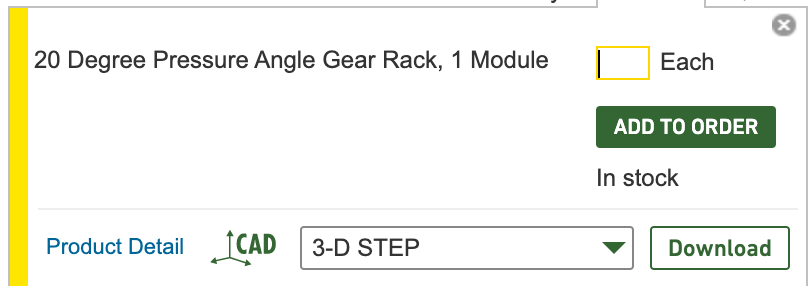 20 Degree Pressure Angle Gear Rack, 1 Module
Each
ADD TO ORDER
In stock
Product Detail
CAD
3-D STEP
Download